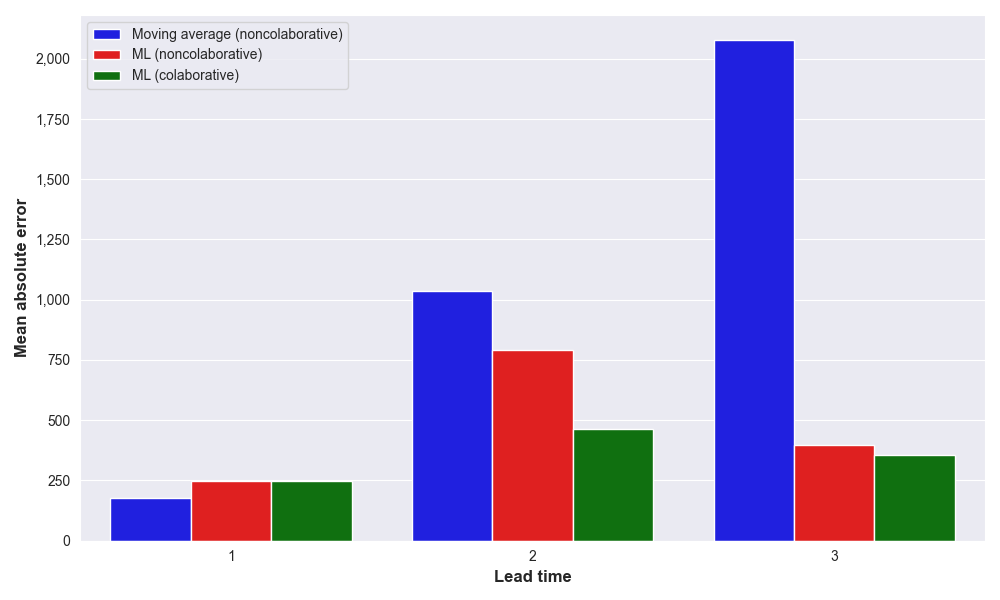 Moving average (noncolaborative)
ML (noncolaborative)
ML (colaborative)
2,000
1,750
1,500
1,250
1,000
750
500
250
0
Mean absolute error
1 2 3
Lead time